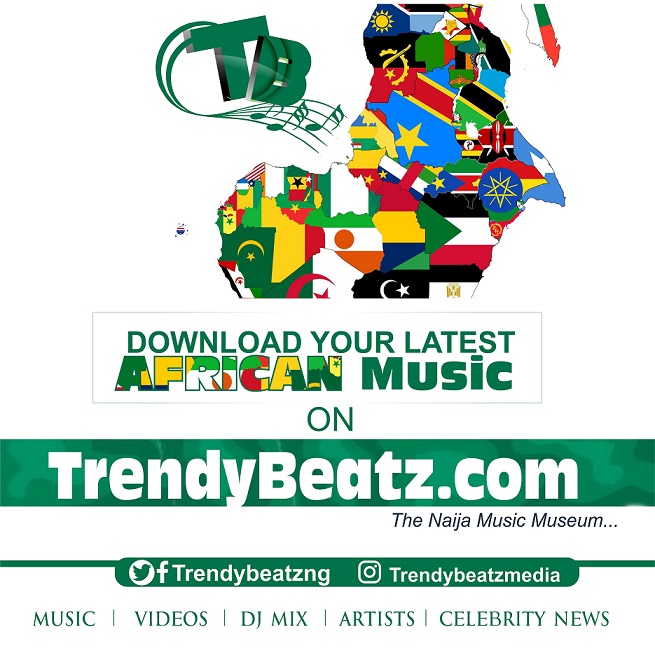 TB
DOWNLOAD YOUR LATEST
AFRICAN Music
ON
TrendyBeatz.com
The Naija Music Museum...
Trendybeatzng Trendybeatzmedia
MUSIC | VIDEOS | DJ MIX | ARTISTS | CELEBRITY NEWS